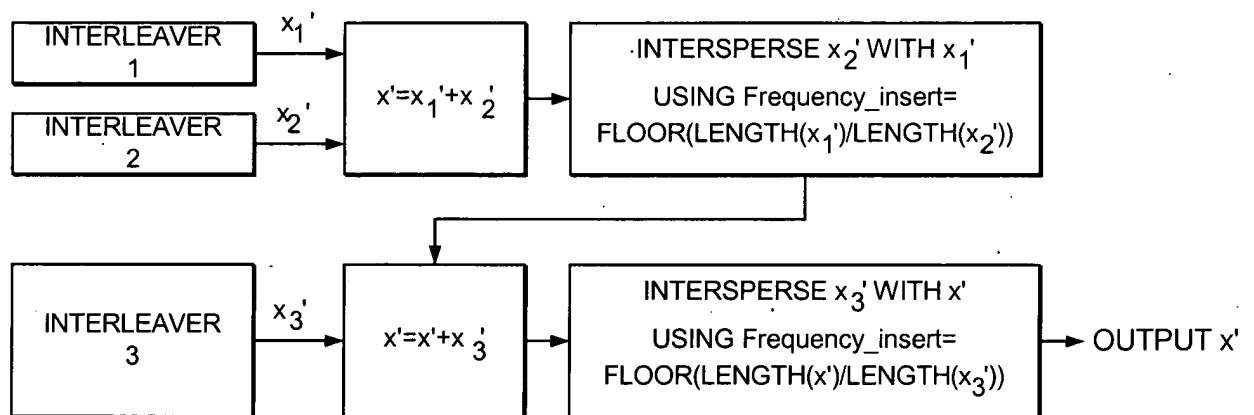 INTERLEAVER
1
x₁'
INTERLEAVER
2
x₂'
x'=x₁'+x₂'
INTERSPERSE x₂' WITH x₁'
USING Frequency_insert=
FLOOR(LENGTH(x₁')/LENGTH(x₂'))
INTERLEAVER
3
x₃'
x'=x'+x₃'
INTERSPERSE x₃' WITH x'
USING Frequency_insert=
FLOOR(LENGTH(x')/LENGTH(x₃'))
OUTPUT x'